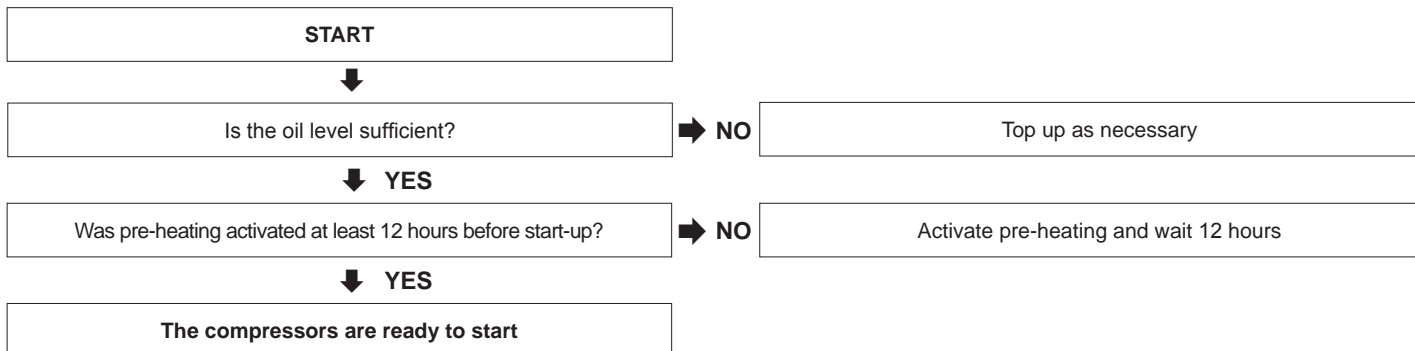 START
Is the oil level sufficient?
NO
Top up as necessary
YES
Was pre-heating activated at least 12 hours before start-up?
NO
Activate pre-heating and wait 12 hours
YES
The compressors are ready to start